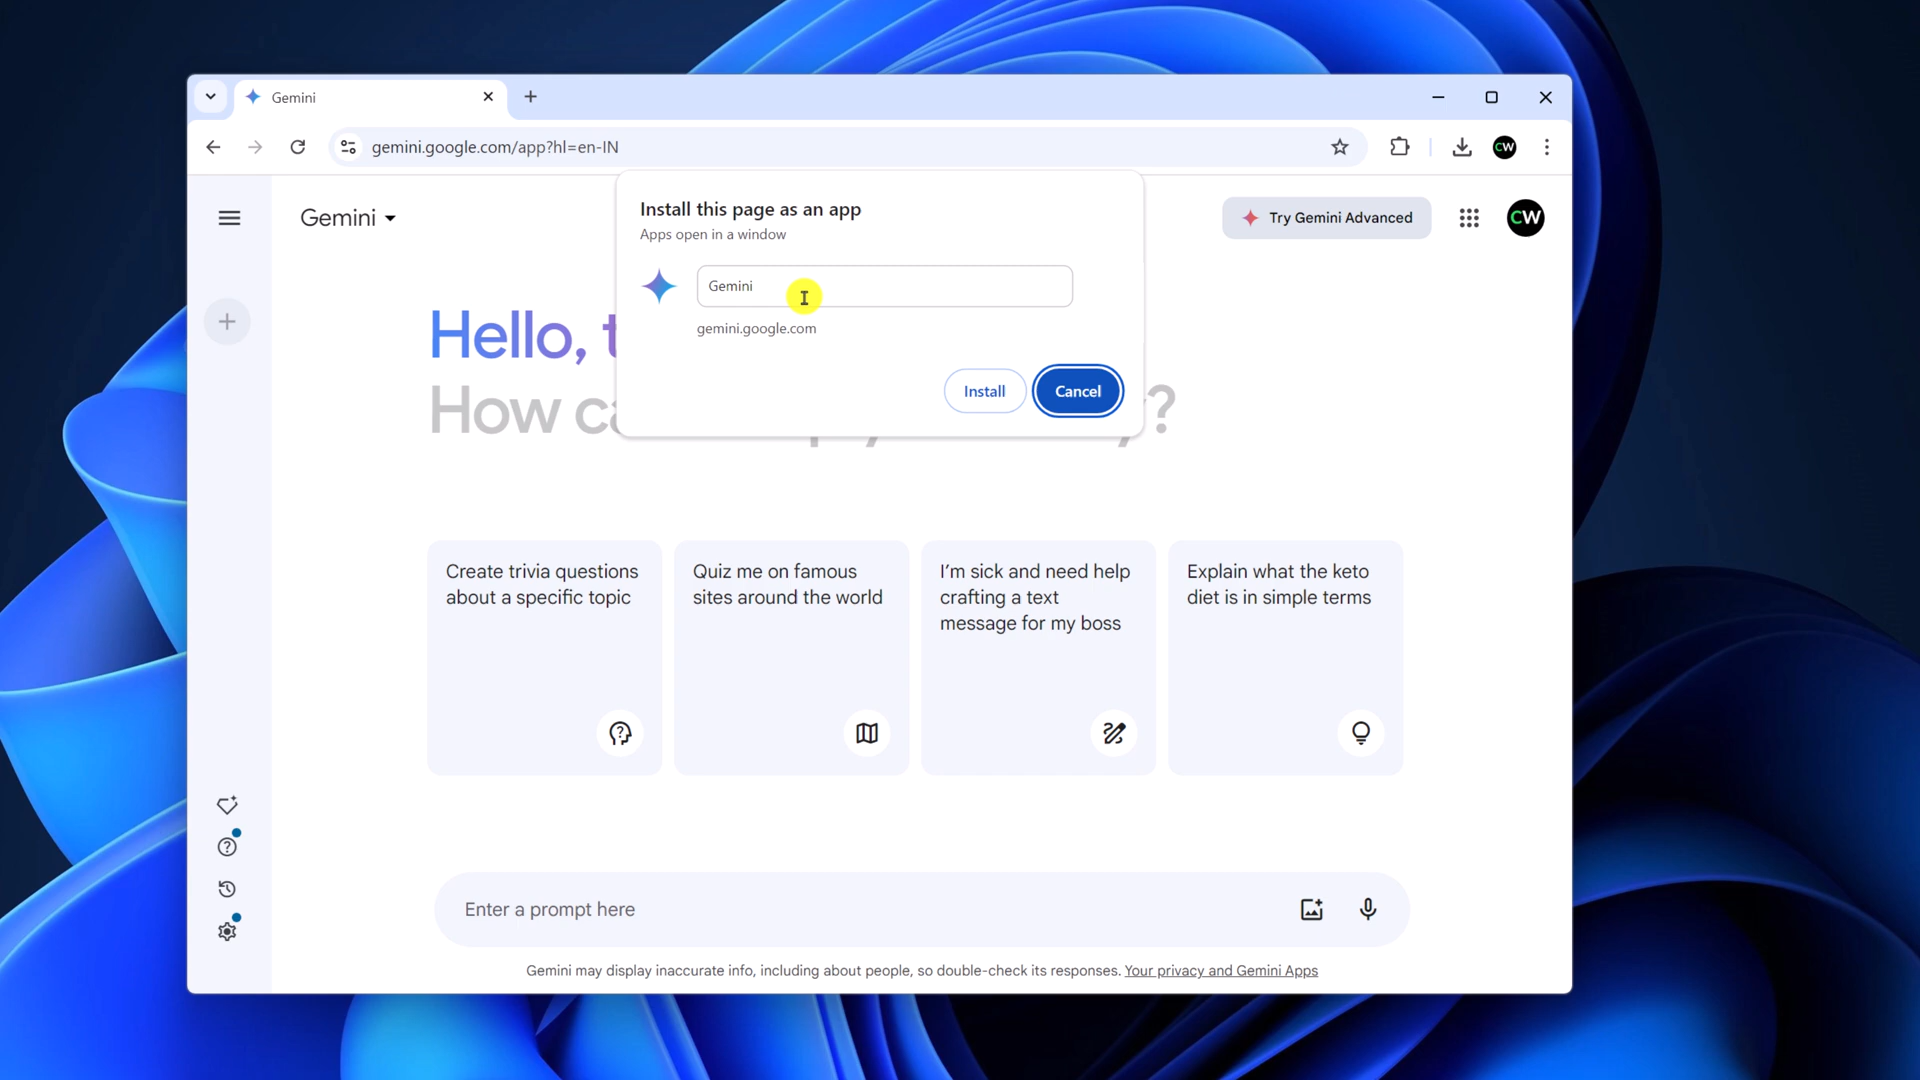 Gemini
gemini.google.com/app?hl=en-IN
CW
Gemini
Install this page as an app
Apps open in a window
Gemini
gemini.google.com
Install
Cancel
Try Gemini Advanced
CW
Hello,
How
?
Create trivia questions
about a specific topic
Quiz me on famous
sites around the world
I’m sick and need help
crafting a text
message for my boss
Explain what the keto
diet is in simple terms
Enter a prompt here
Gemini may display inaccurate info, including about people, so double-check its responses. Your privacy and Gemini Apps